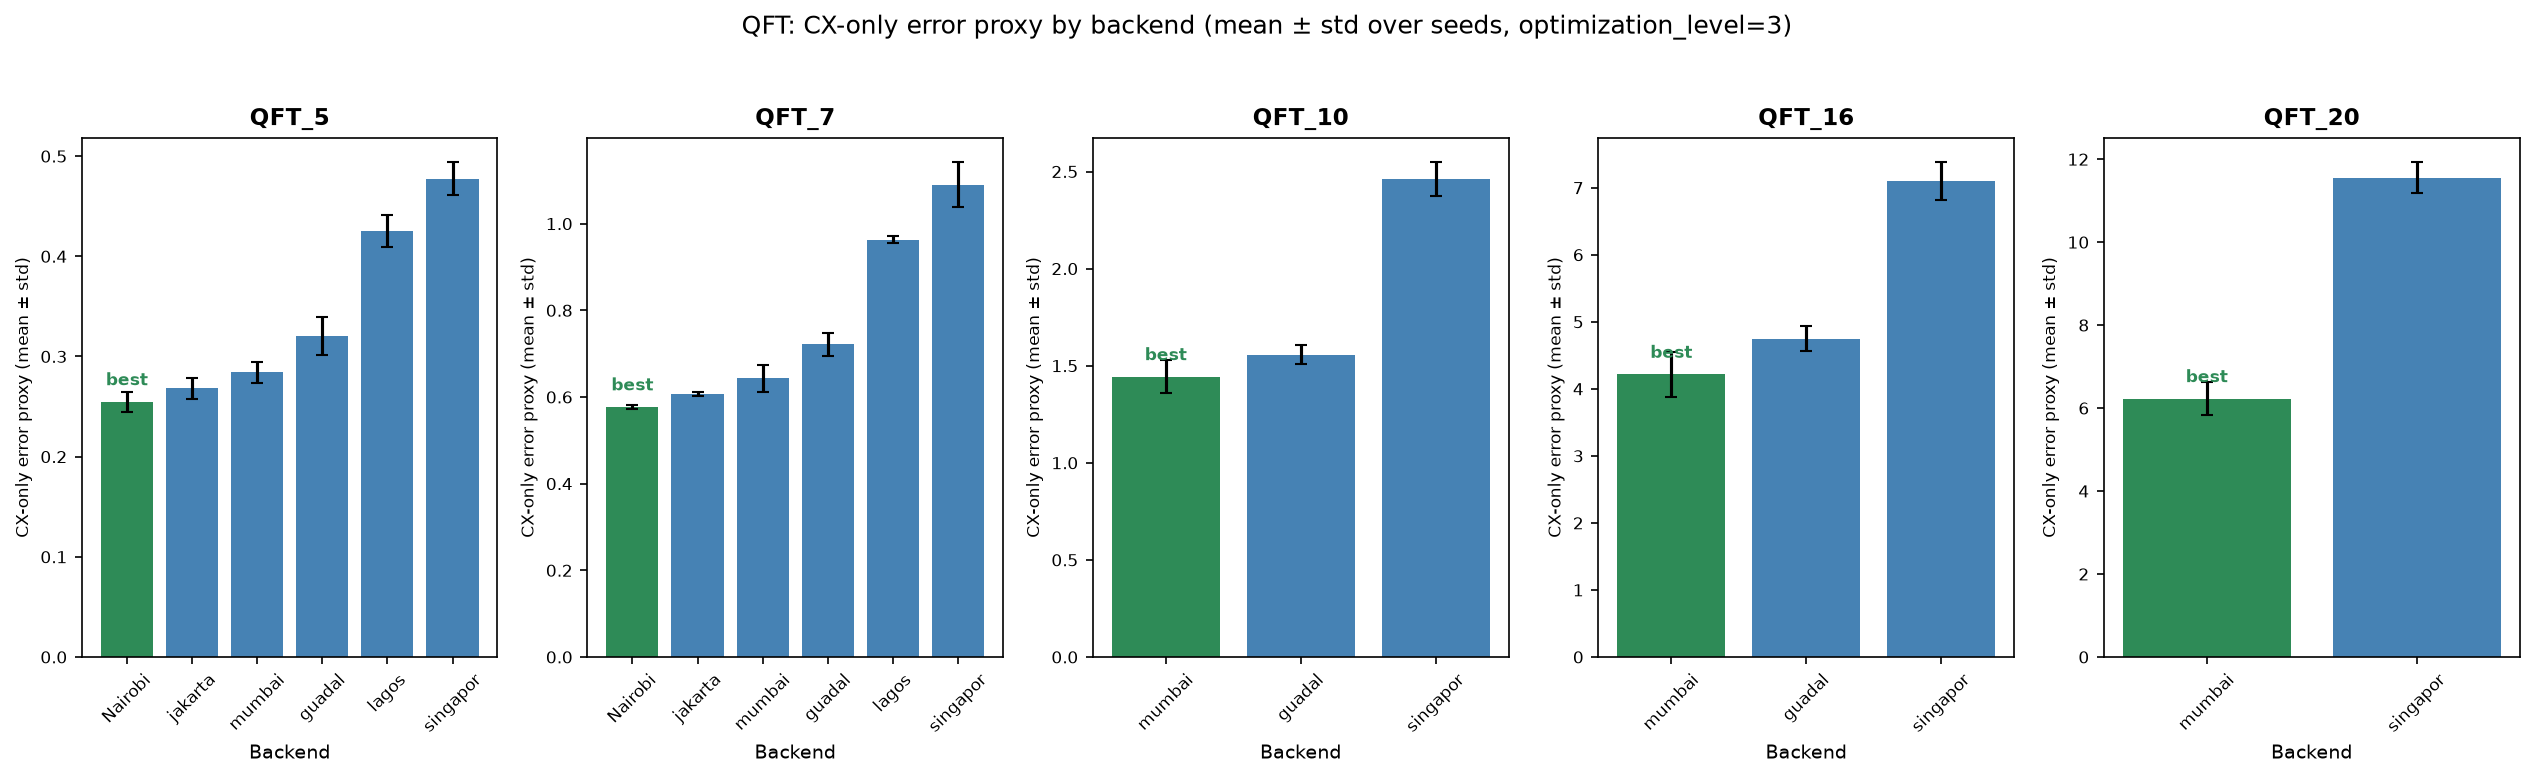 QFT: CX-only error proxy by backend (mean ± std over seeds, optimization_level=3)
QFT_5
CX-only error proxy (mean ± std)
0.5
0.4
0.3
0.2
0.1
0.0
best
Nairobi
jakarta
mumbai
guadal
lagos
singapor
Backend
QFT_7
CX-only error proxy (mean ± std)
1.0
0.8
0.6
0.4
0.2
0.0
best
Nairobi
jakarta
mumbai
guadal
lagos
singapor
Backend
QFT_10
CX-only error proxy (mean ± std)
2.5
2.0
1.5
1.0
0.5
0.0
best
mumbai
guadal
singapor
Backend
QFT_16
CX-only error proxy (mean ± std)
7
6
5
4
3
2
1
0
best
mumbai
guadal
singapor
Backend
QFT_20
CX-only error proxy (mean ± std)
12
10
8
6
4
2
0
best
mumbai
singapor
Backend